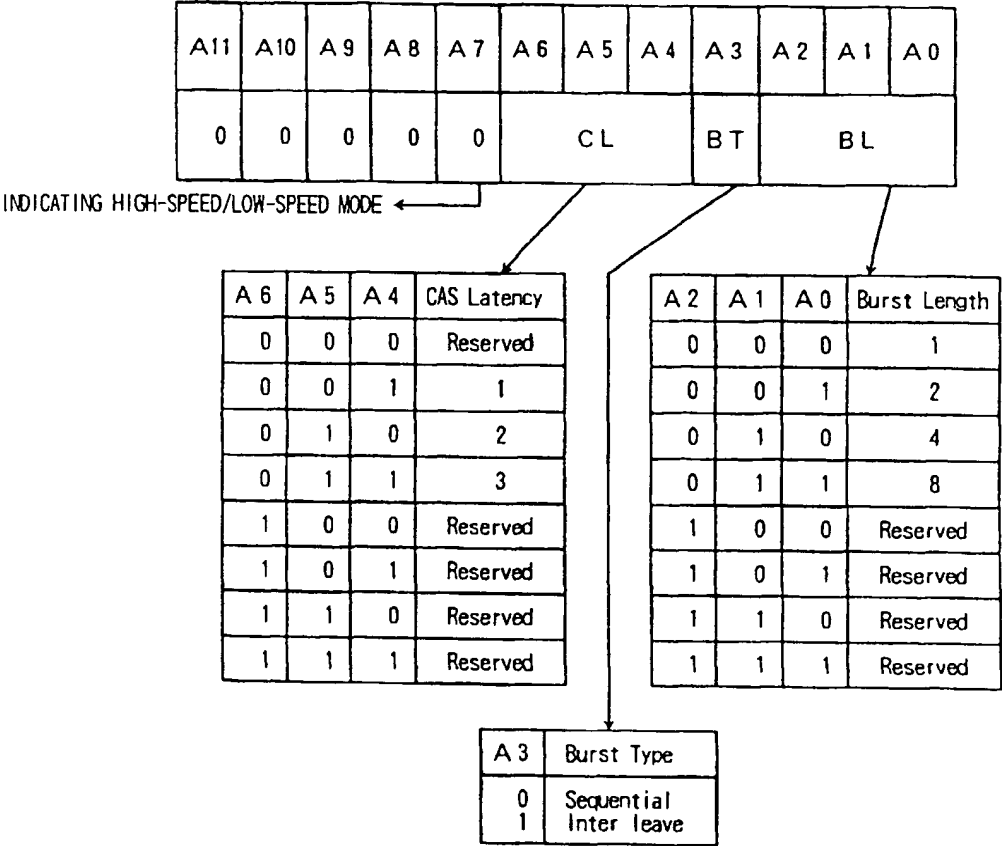 A11 A10 A9 A8 A7 A6 A5 A4 A3 A2 A1 A0
0 0 0 0 0 CL BT BL
INDICATING HIGH-SPEED/LOW-SPEED MODE
A6 A5 A4 CAS Latency
0 0 0 Reserved
0 0 1 1
0 1 0 2
0 1 1 3
1 0 0 Reserved
1 0 1 Reserved
1 1 0 Reserved
1 1 1 Reserved
A2 A1 A0 Burst Length
0 0 0 1
0 0 1 2
0 1 0 4
0 1 1 8
1 0 0 Reserved
1 0 1 Reserved
1 1 0 Reserved
1 1 1 Reserved
A3 Burst Type
0 Sequential
1 Inter leave